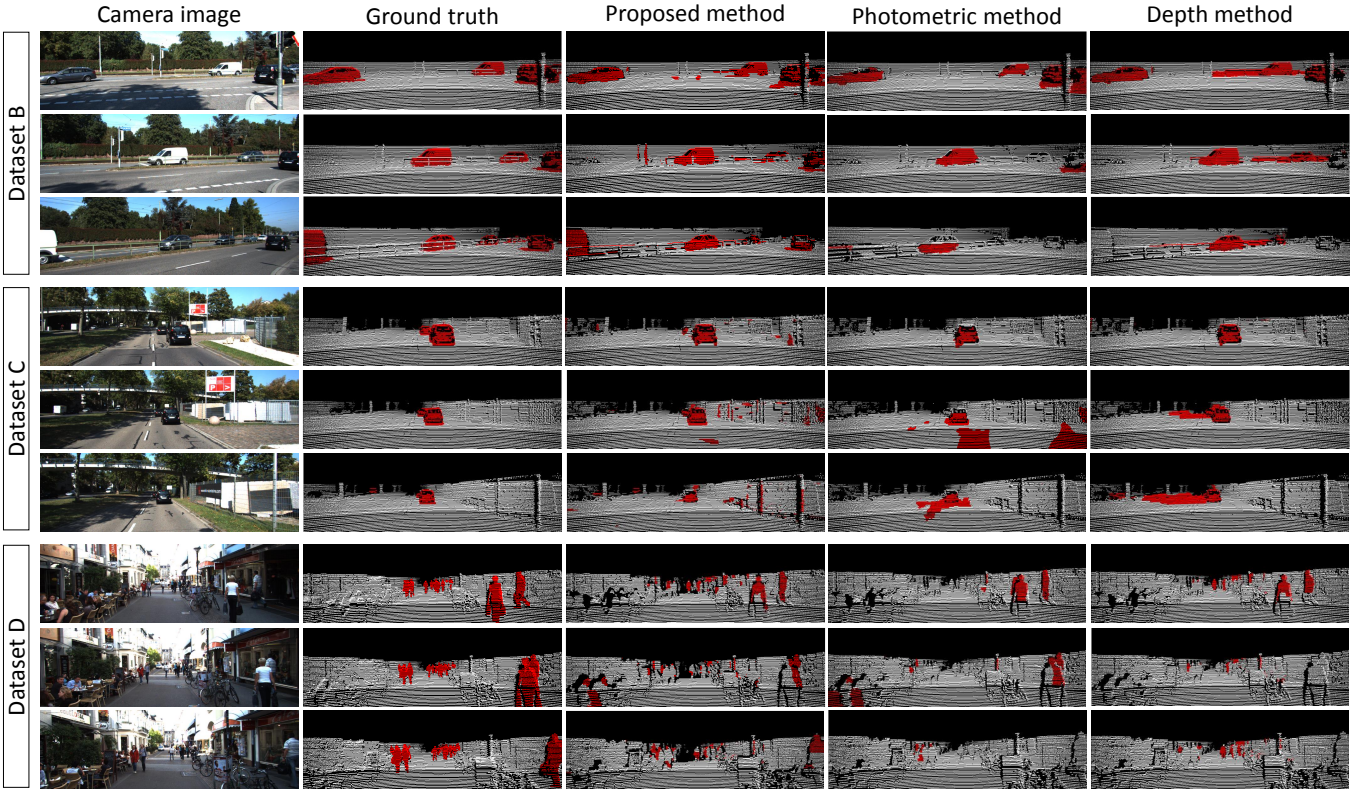 Camera image
Ground truth
Proposed method
Photometric method
Depth method
Dataset B
Dataset C
P >
Dataset D